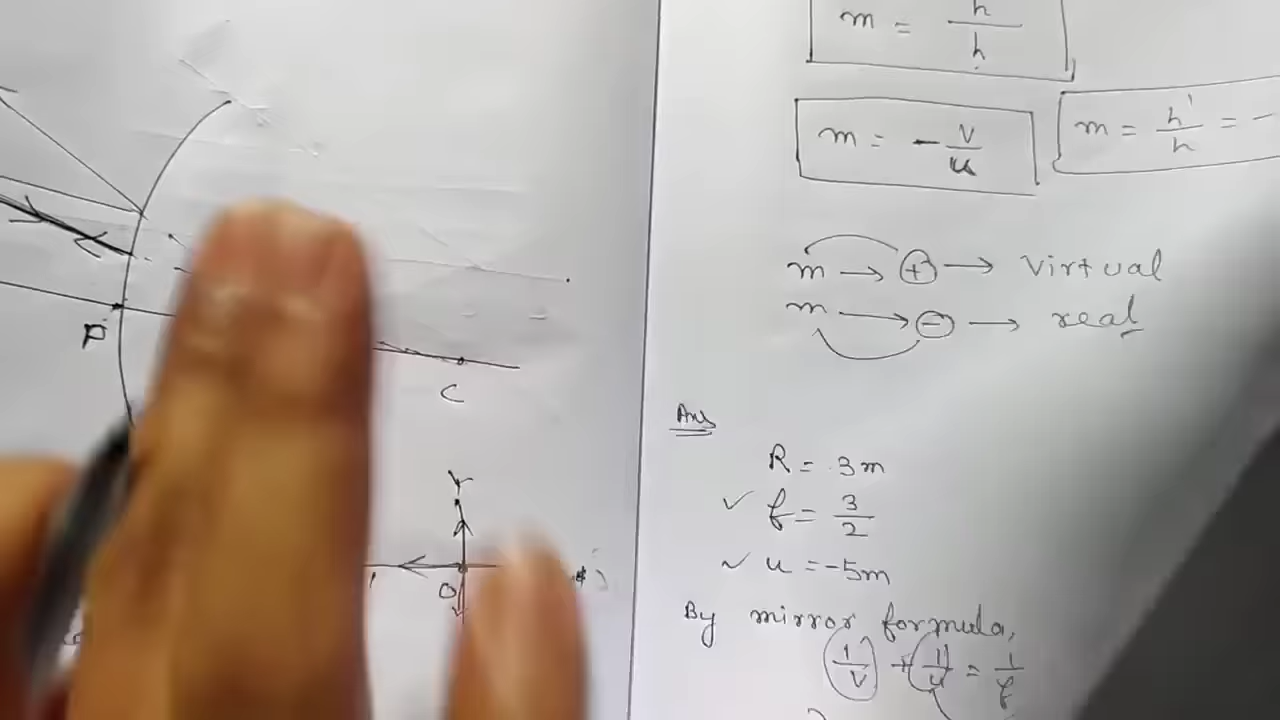 P
C
Y
O
m = h / h
m = - v/u
m = h'/h = -
m → ⊕ → Virtual
m → ⊖ → real
Ans
R = 3m
✓ f = 3/2
✓ u = -5m
By mirror formula,
1/v + 1/u = 1/f